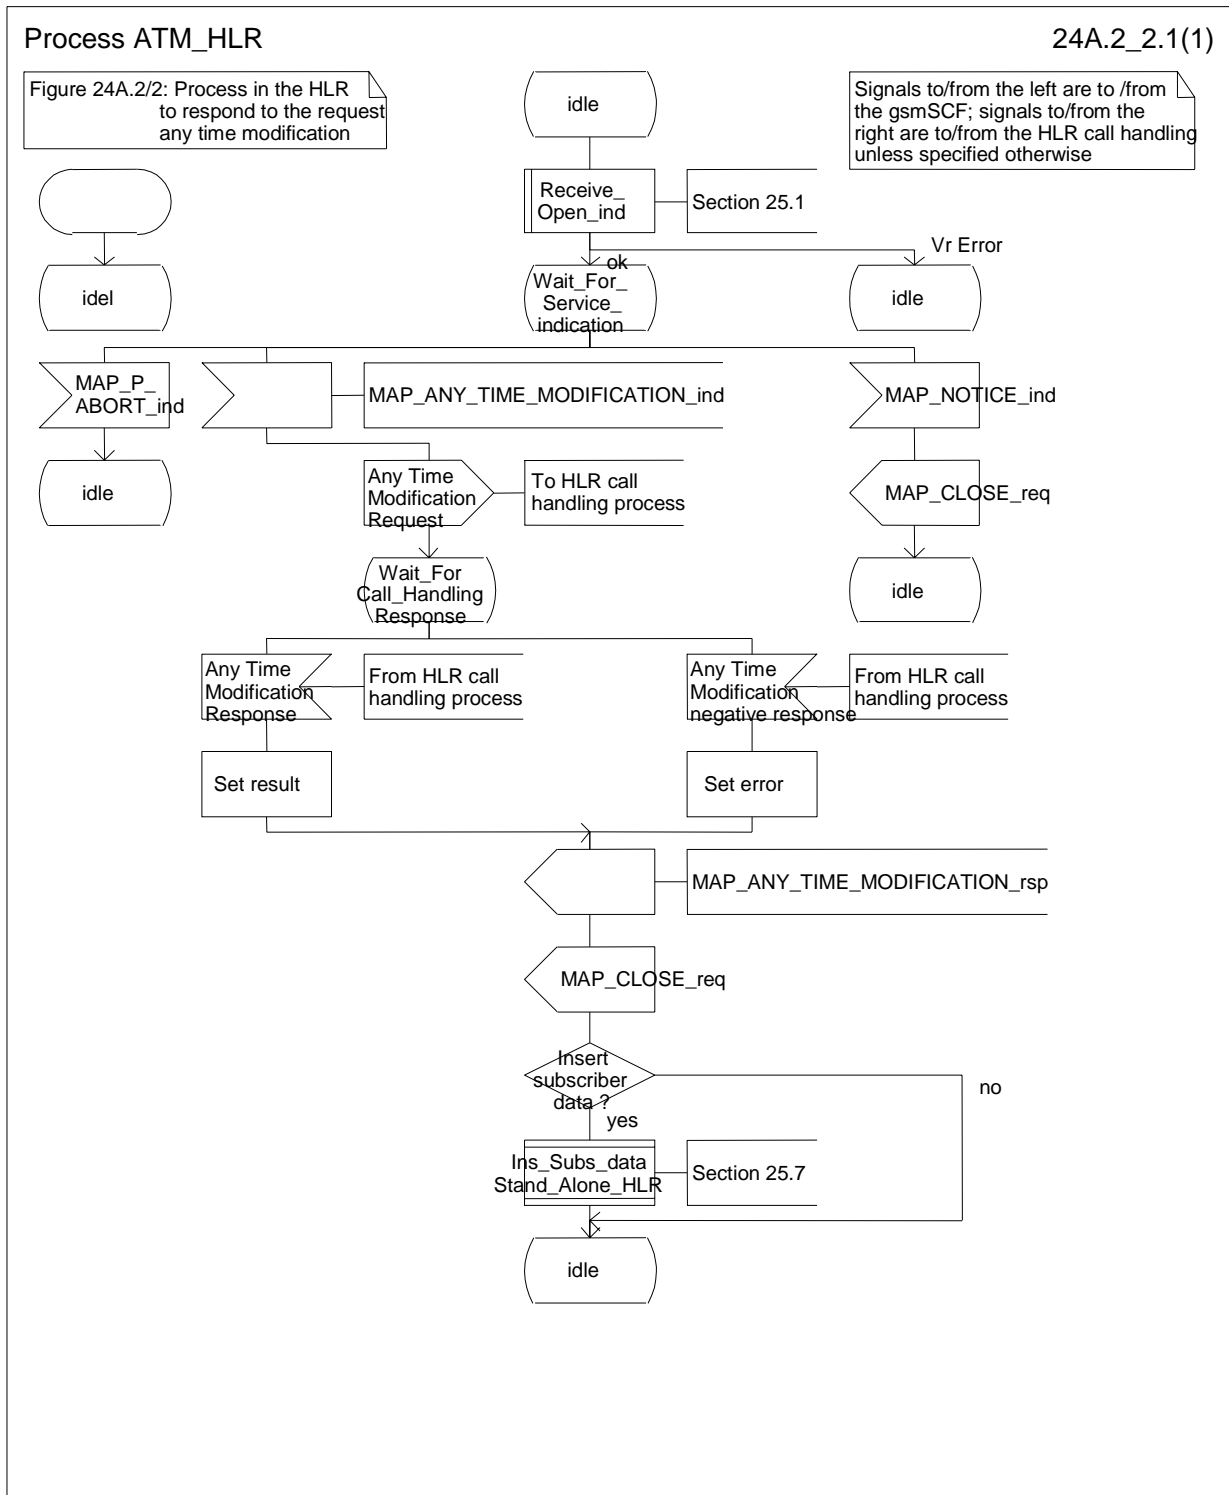 Process ATM_HLR
24A.2_2.1(1)
Figure 24A.2/2: Process in the HLR
to respond to the request
any time modification
idle
Signals to/from the left are to /from
the gsmSCF; signals to/from the
right are to/from the HLR call handling
unless specified otherwise
Receive_
Open_ind
Section 25.1
Vr Error
ok
idel
Wait_For_
Service_
indication
idle
MAP_P_
ABORT_ind
MAP_ANY_TIME_MODIFICATION_ind
MAP_NOTICE_ind
idle
Any Time
Modification
Request
To HLR call
handling process
MAP_CLOSE_req
Wait_For
Call_Handling
Response
idle
Any Time
Modification
Response
From HLR call
handling process
Any Time
Modification
negative response
From HLR call
handling process
Set result
Set error
MAP_ANY_TIME_MODIFICATION_rsp
MAP_CLOSE_req
Insert
subscriber
data ?
no
yes
Ins_Subs_data
Stand_Alone_HLR
Section 25.7
idle